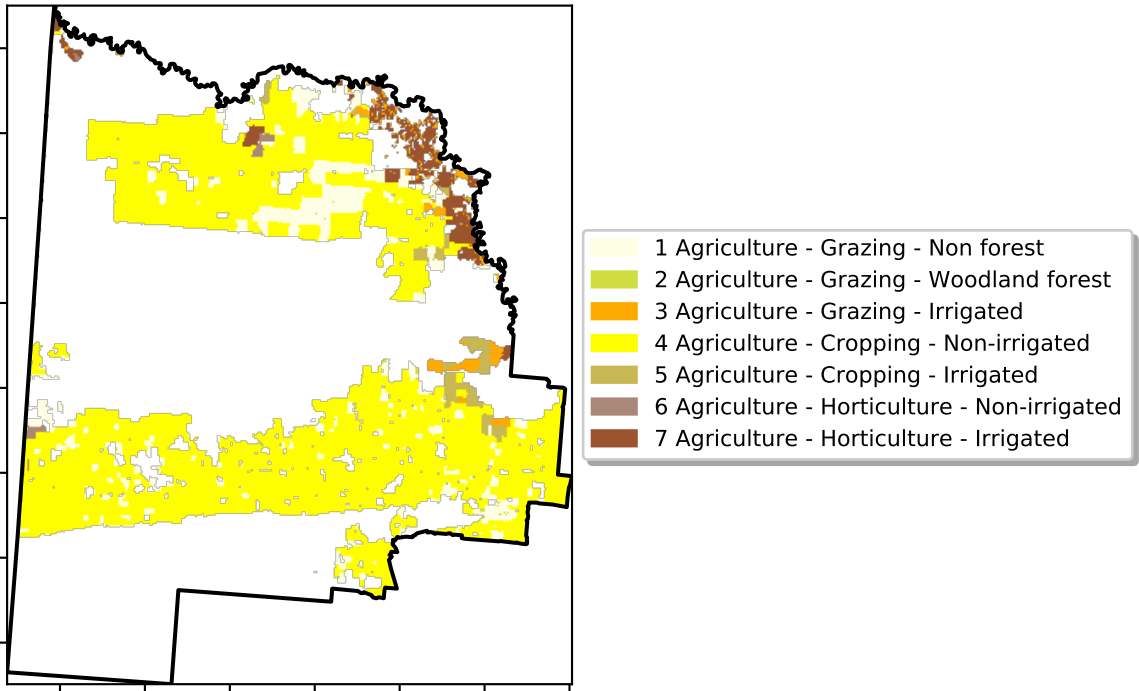 1 Agriculture - Grazing - Non forest
2 Agriculture - Grazing - Woodland forest
3 Agriculture - Grazing - Irrigated
4 Agriculture - Cropping - Non-irrigated
5 Agriculture - Cropping - Irrigated
6 Agriculture - Horticulture - Non-irrigated
7 Agriculture - Horticulture - Irrigated